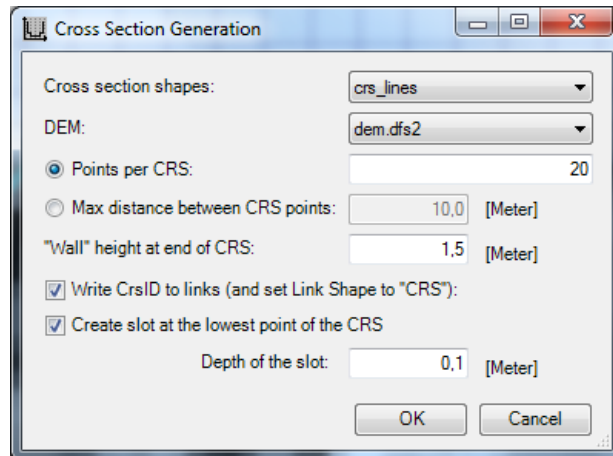 Cross Section Generation
Cross section shapes: crs_lines
DEM: dem.dfs2
Points per CRS: 20
Max distance between CRS points: 10,0 [Meter]
"Wall" height at end of CRS: 1,5 [Meter]
Write CrsID to links (and set Link Shape to "CRS"):
Create slot at the lowest point of the CRS
Depth of the slot: 0,1 [Meter]
OK Cancel